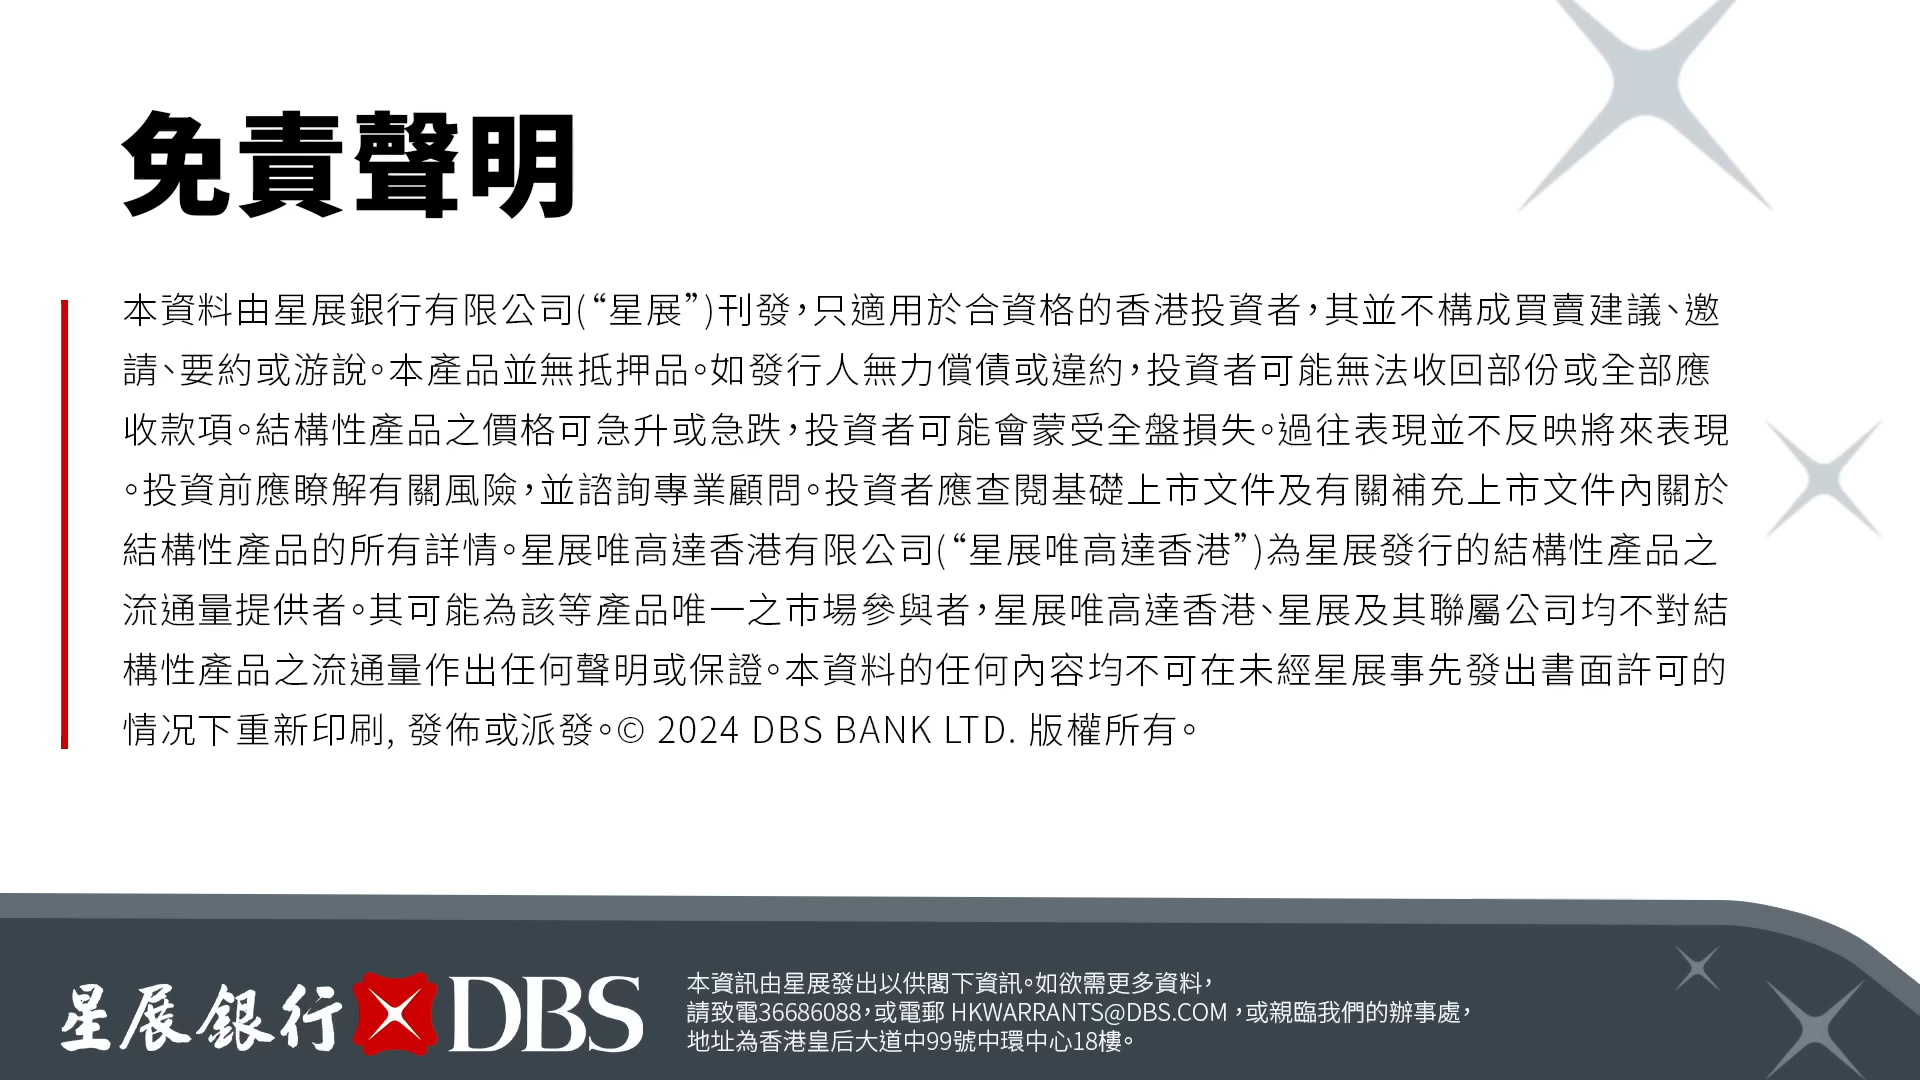 免責聲明
本資料由星展銀行有限公司(“星展”)刊發，只適用於合資格的香港投資者，其並不構成買賣建議、邀
請、要約或游說。本產品並無抵押品。如發行人無力償債或違約，投資者可能無法收回部份或全部應
收款項。結構性產品之價格可急升或急跌，投資者可能會蒙受全盤損失。過往表現並不反映將來表現
。投資前應瞭解有關風險，並諮詢專業顧問。投資者應查閱基礎上市文件及有關補充上市文件內關於
結構性產品的所有詳情。星展唯高達香港有限公司(“星展唯高達香港”)為星展發行的結構性產品之
流通量提供者。其可能為該等產品唯一之市場參與者，星展唯高達香港、星展及其聯屬公司均不對結
構性產品之流通量作出任何聲明或保證。本資料的任何內容均不可在未經星展事先發出書面許可的
情況下重新印刷, 發佈或派發。© 2024 DBS BANK LTD. 版權所有。
星展銀行 DBS
本資訊由星展發出以供閣下資訊。如欲需更多資料，
請致電36686088，或電郵 HKWARRANTS@DBS.COM ，或親臨我們的辦事處，
地址為香港皇后大道中99號中環中心18樓。